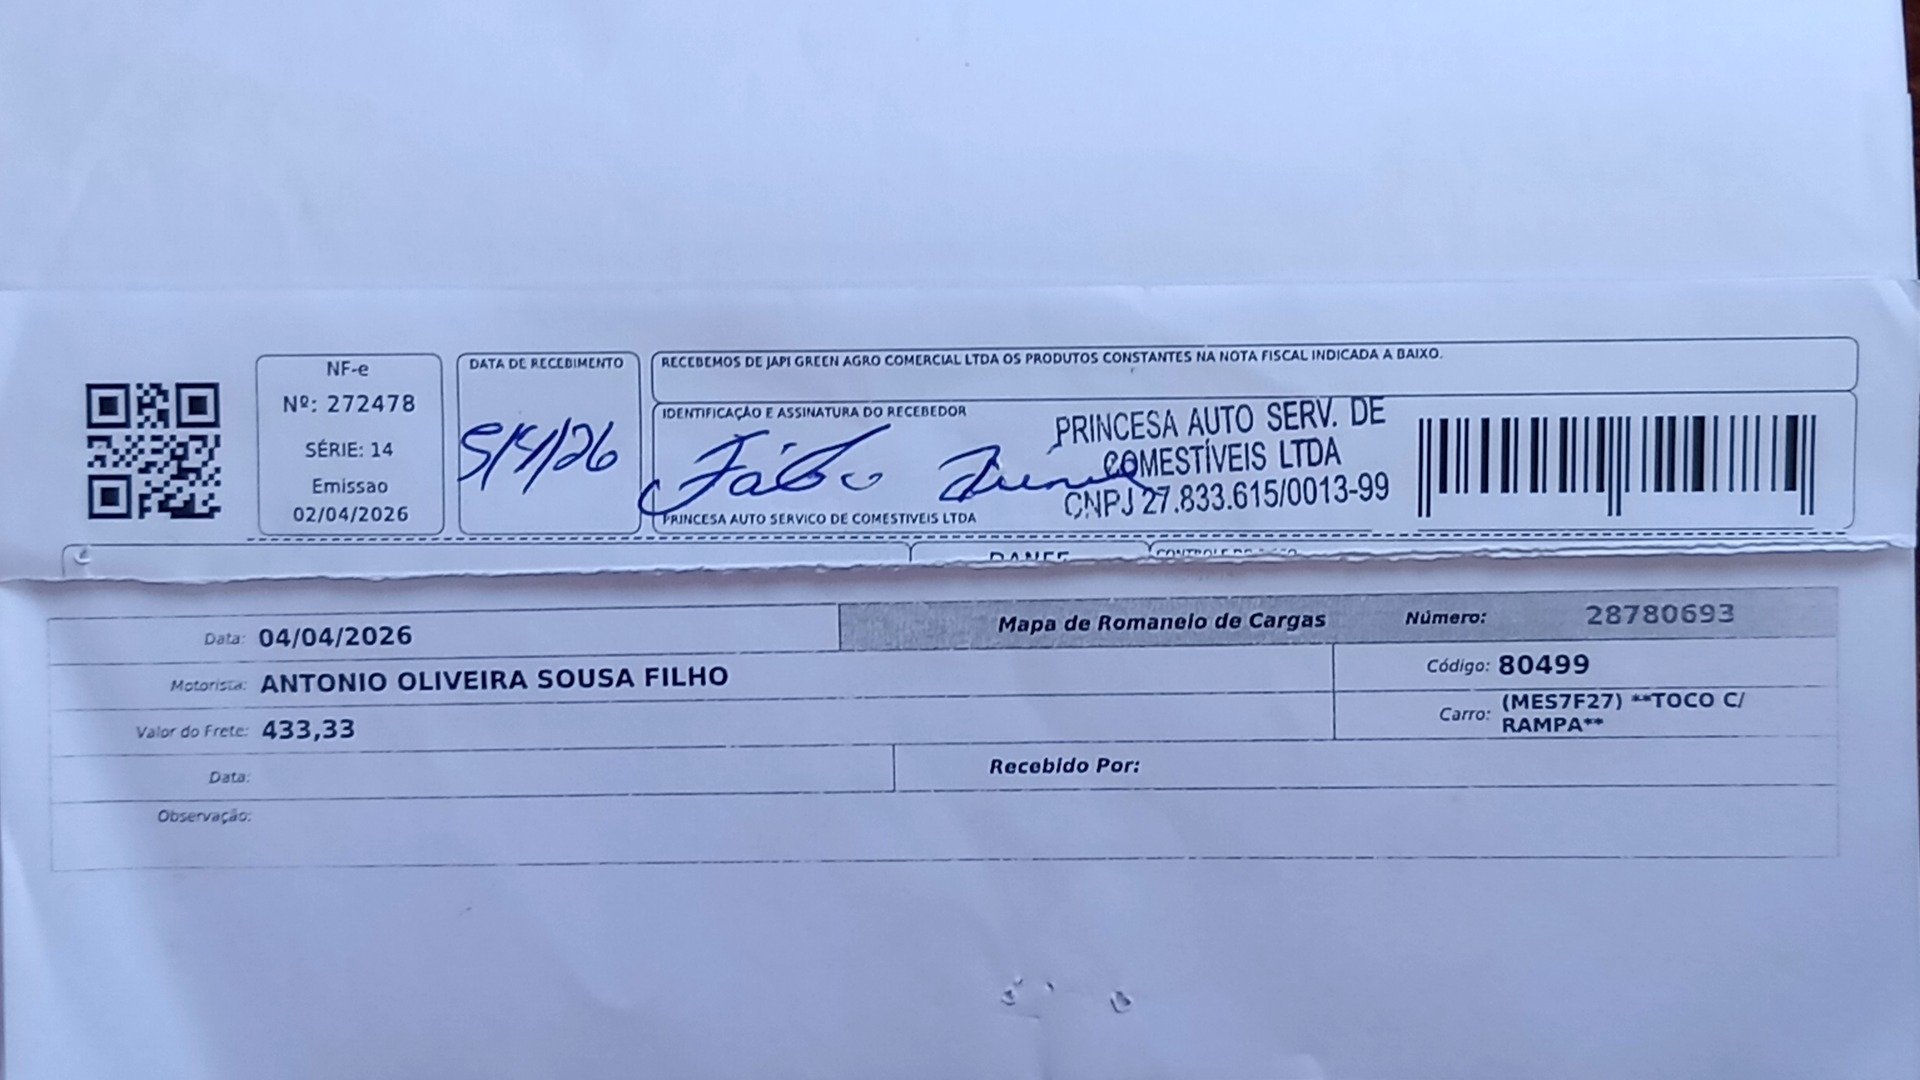 NF-e
Nº: 272478
SÉRIE: 14
Emissao
02/04/2026
DATA DE RECEBIMENTO
5/4/26
RECEBEMOS DE JAPI GREEN AGRO COMERCIAL LTDA OS PRODUTOS CONSTANTES NA NOTA FISCAL INDICADA A BAIXO.
IDENTIFICAÇÃO E ASSINATURA DO RECEBEDOR
Fábio
PRINCESA AUTO SERV. DE
COMESTÍVEIS LTDA
CNPJ 27.833.615/0013-99
PRINCESA AUTO SERVICO DE COMESTIVEIS LTDA
DANFE
Data: 04/04/2026
Mapa de Romaneio de Cargas Número: 28780693
Motorista: ANTONIO OLIVEIRA SOUSA FILHO
Código: 80499
Valor do Frete: 433,33
Carro: (MES7F27) **TOCO C/
RAMPA**
Data:
Recebido Por:
Observação: